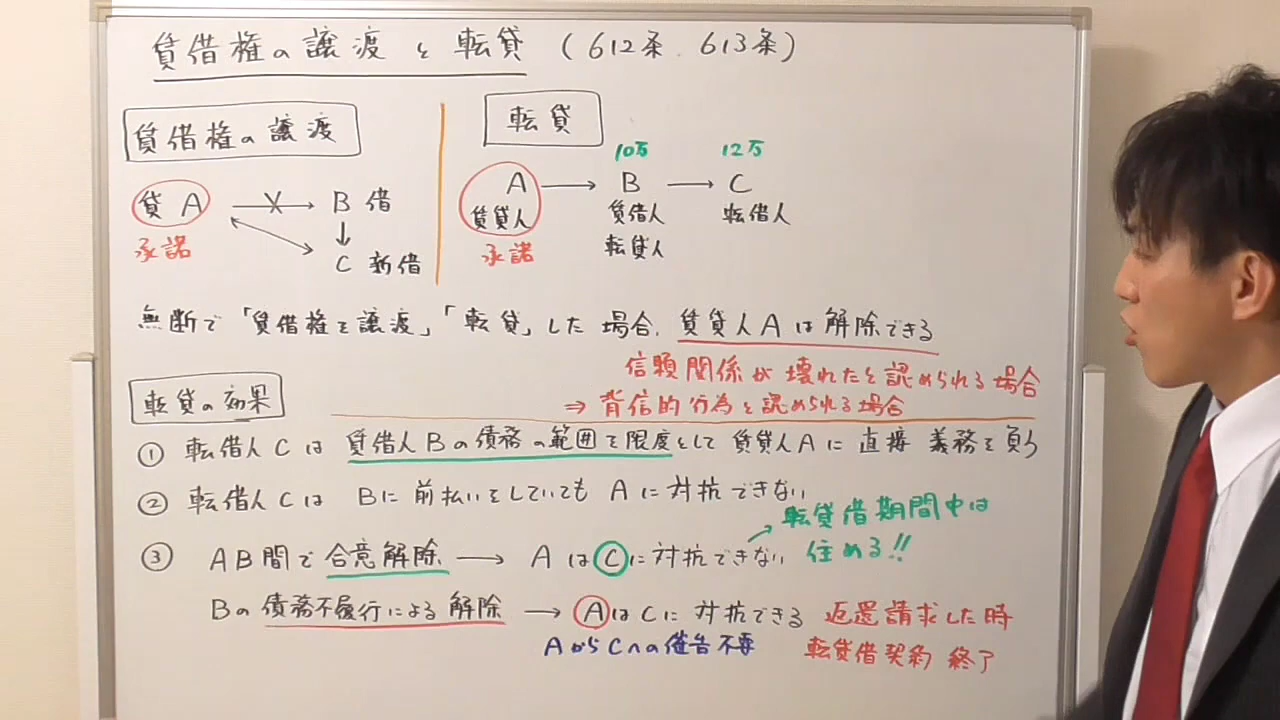 賃借権の譲渡と転貸(612条.613条)
賃借権の譲渡
貸 A → B 借
承諾
↓
C 新借
転貸
10万 12万
A → B → C
賃貸人 賃借人 転借人
承諾 転貸人
無断で「賃借権を譲渡」「転貸」した場合、賃貸人Aは解除できる
信頼関係が壊れたと認められる場合
⇒ 背信的行為と認められる場合
転貸の効果
① 転借人Cは 賃借人Bの債務の範囲を限度として 賃貸人Aに直接 義務を負う
② 転借人Cは Bに前払いをしていても Aに対抗できない
転貸借期間中は
住める!!
③ AB間で合意解除 → AはCに対抗できない
Bの債務不履行による解除 → AはCに対抗できる 返還請求した時
AからCへの催告不要 転貸借契約 終了